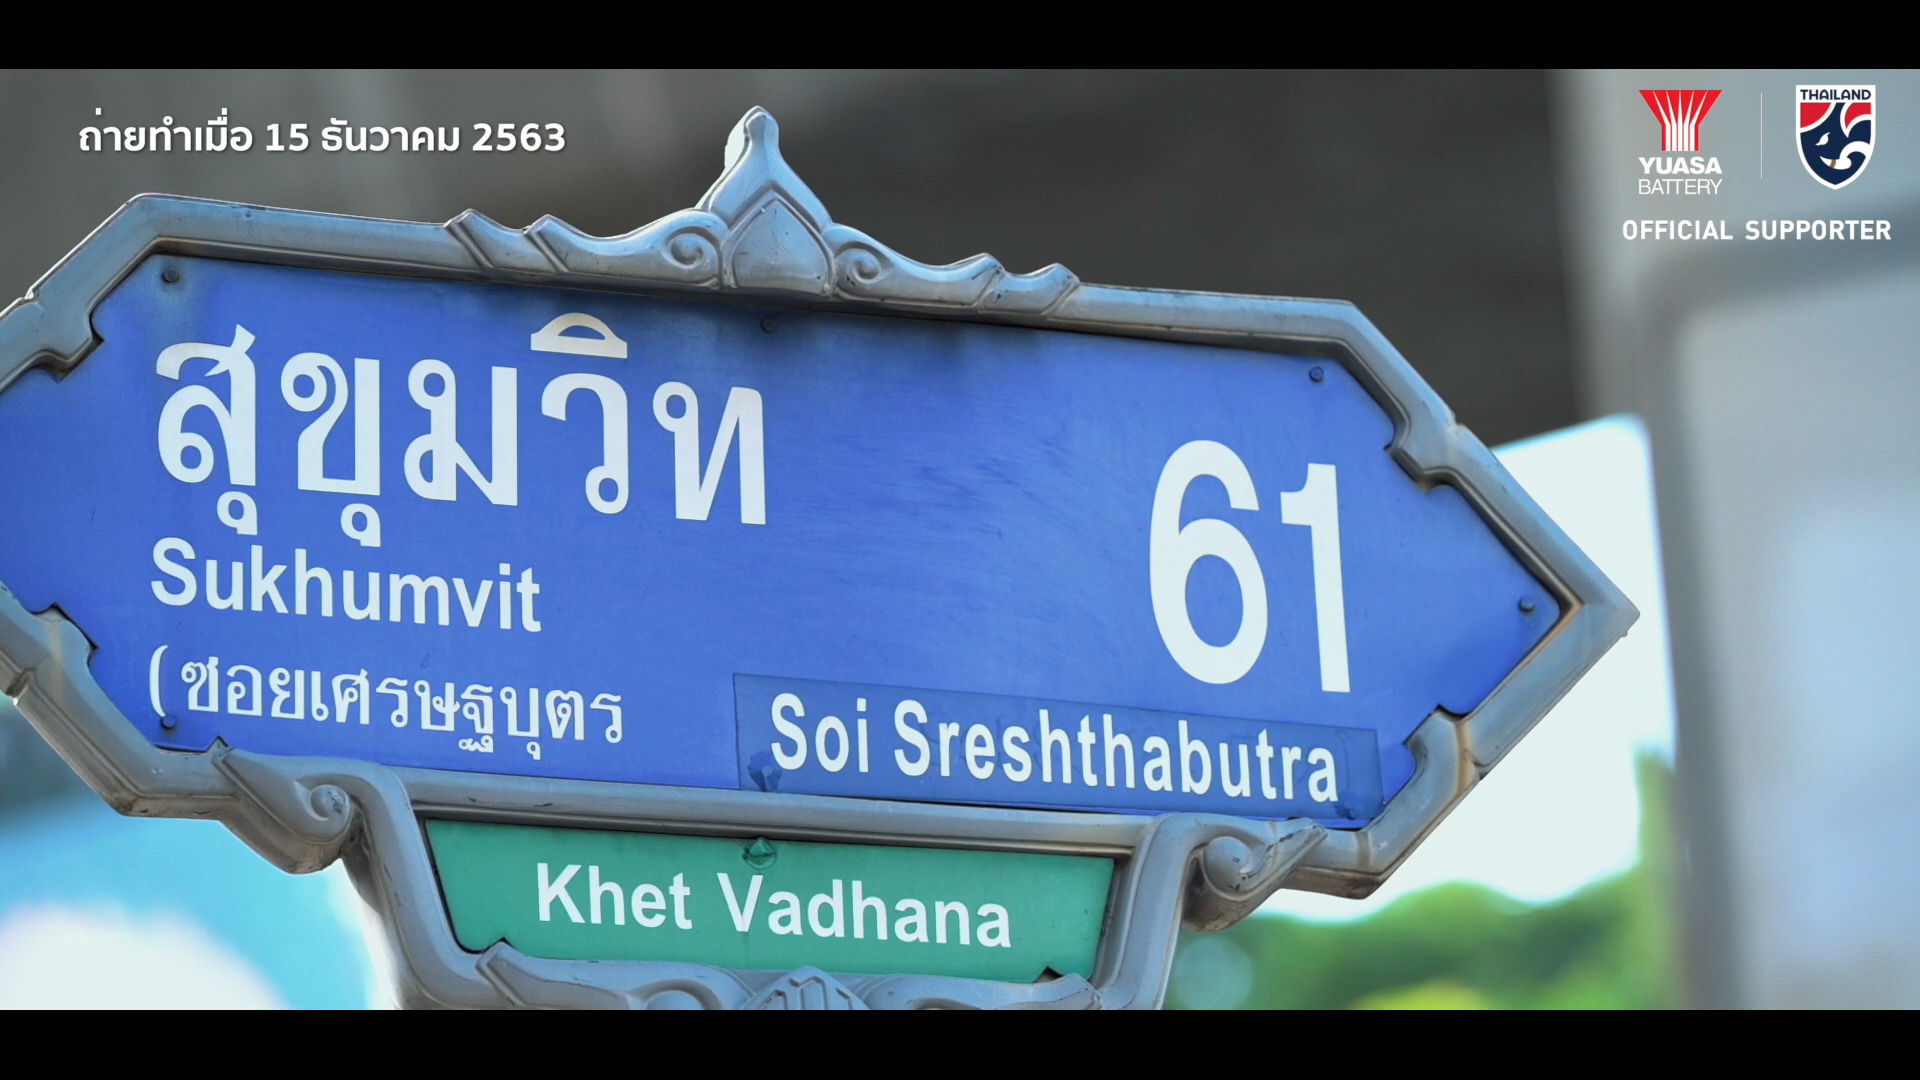 ถ่ายทำเมื่อ 15 ธันวาคม 2563
YUASA
BATTERY
THAILAND
OFFICIAL SUPPORTER
สุขุมวิท 61
Sukhumvit
(ซอยเศรษฐบุตร
Soi Sreshthabutra
Khet Vadhana